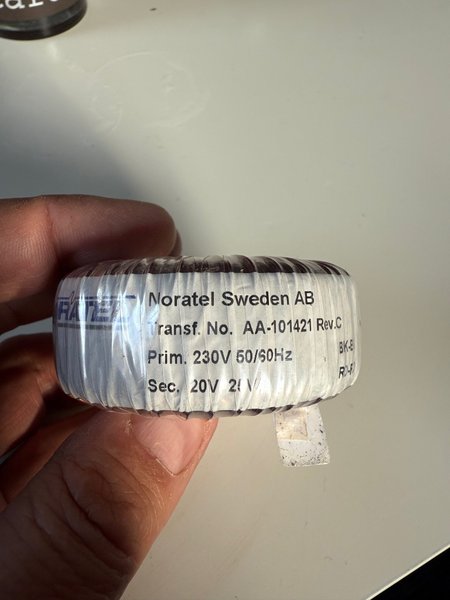 Noratel Sweden AB
Transf. No. AA-101421 Rev.C
Prim. 230V 50/60Hz
Sec. 20V